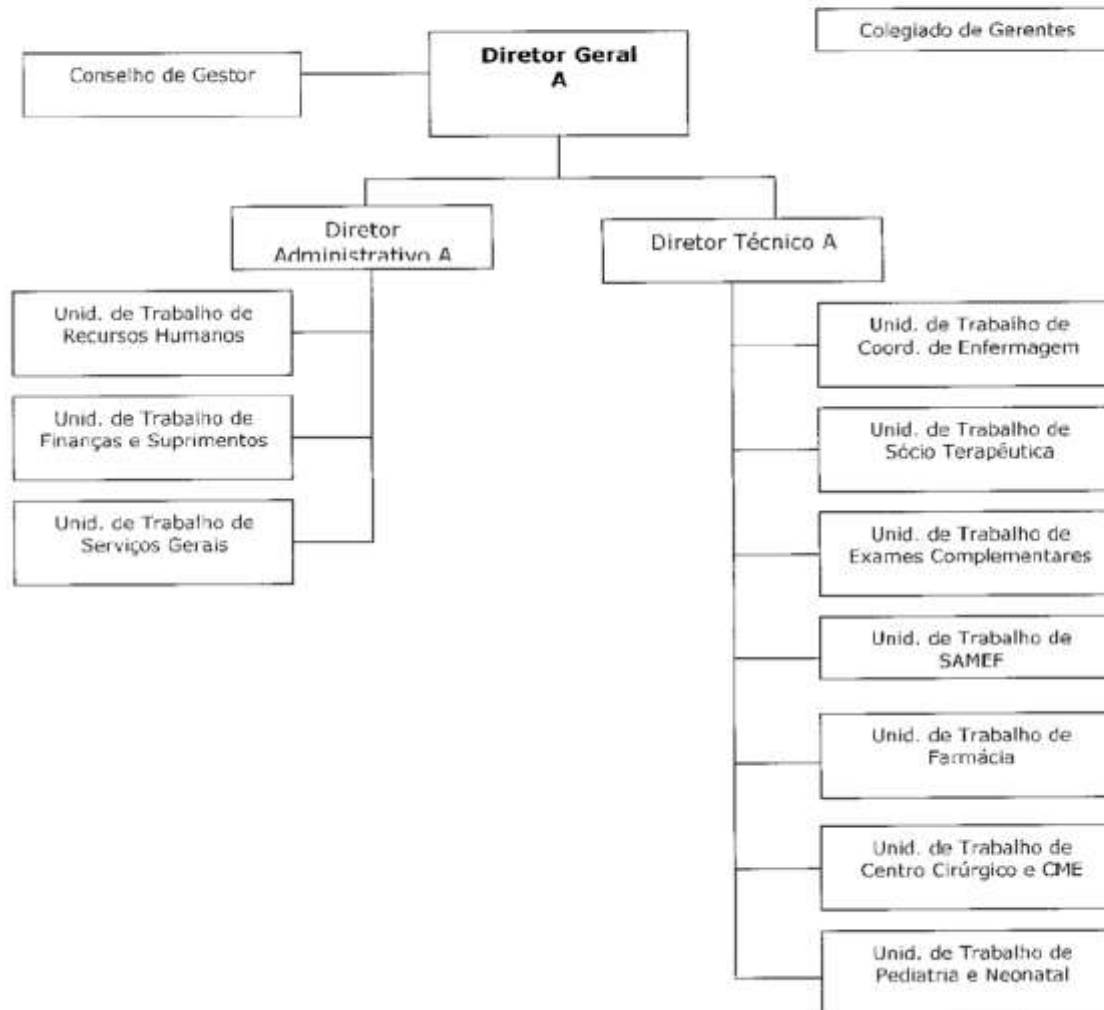 Colegiado de Gerentes
Diretor Geral
A
Conselho de Gestor
Diretor
Administrativo A
Diretor Técnico A
Unid. de Trabalho de
Recursos Humanos
Unid. de Trabalho de
Finanças e Suprimentos
Unid. de Trabalho de
Serviços Gerais
Unid. de Trabalho de
Coord. de Enfermagem
Unid. de Trabalho de
Sócio Terapêutica
Unid. de Trabalho de
Exames Complementares
Unid. de Trabalho de
SAMEF
Unid. de Trabalho de
Farmácia
Unid. de Trabalho de
Centro Cirúrgico e CME
Unid. de Trabalho de
Pediatria e Neonatal